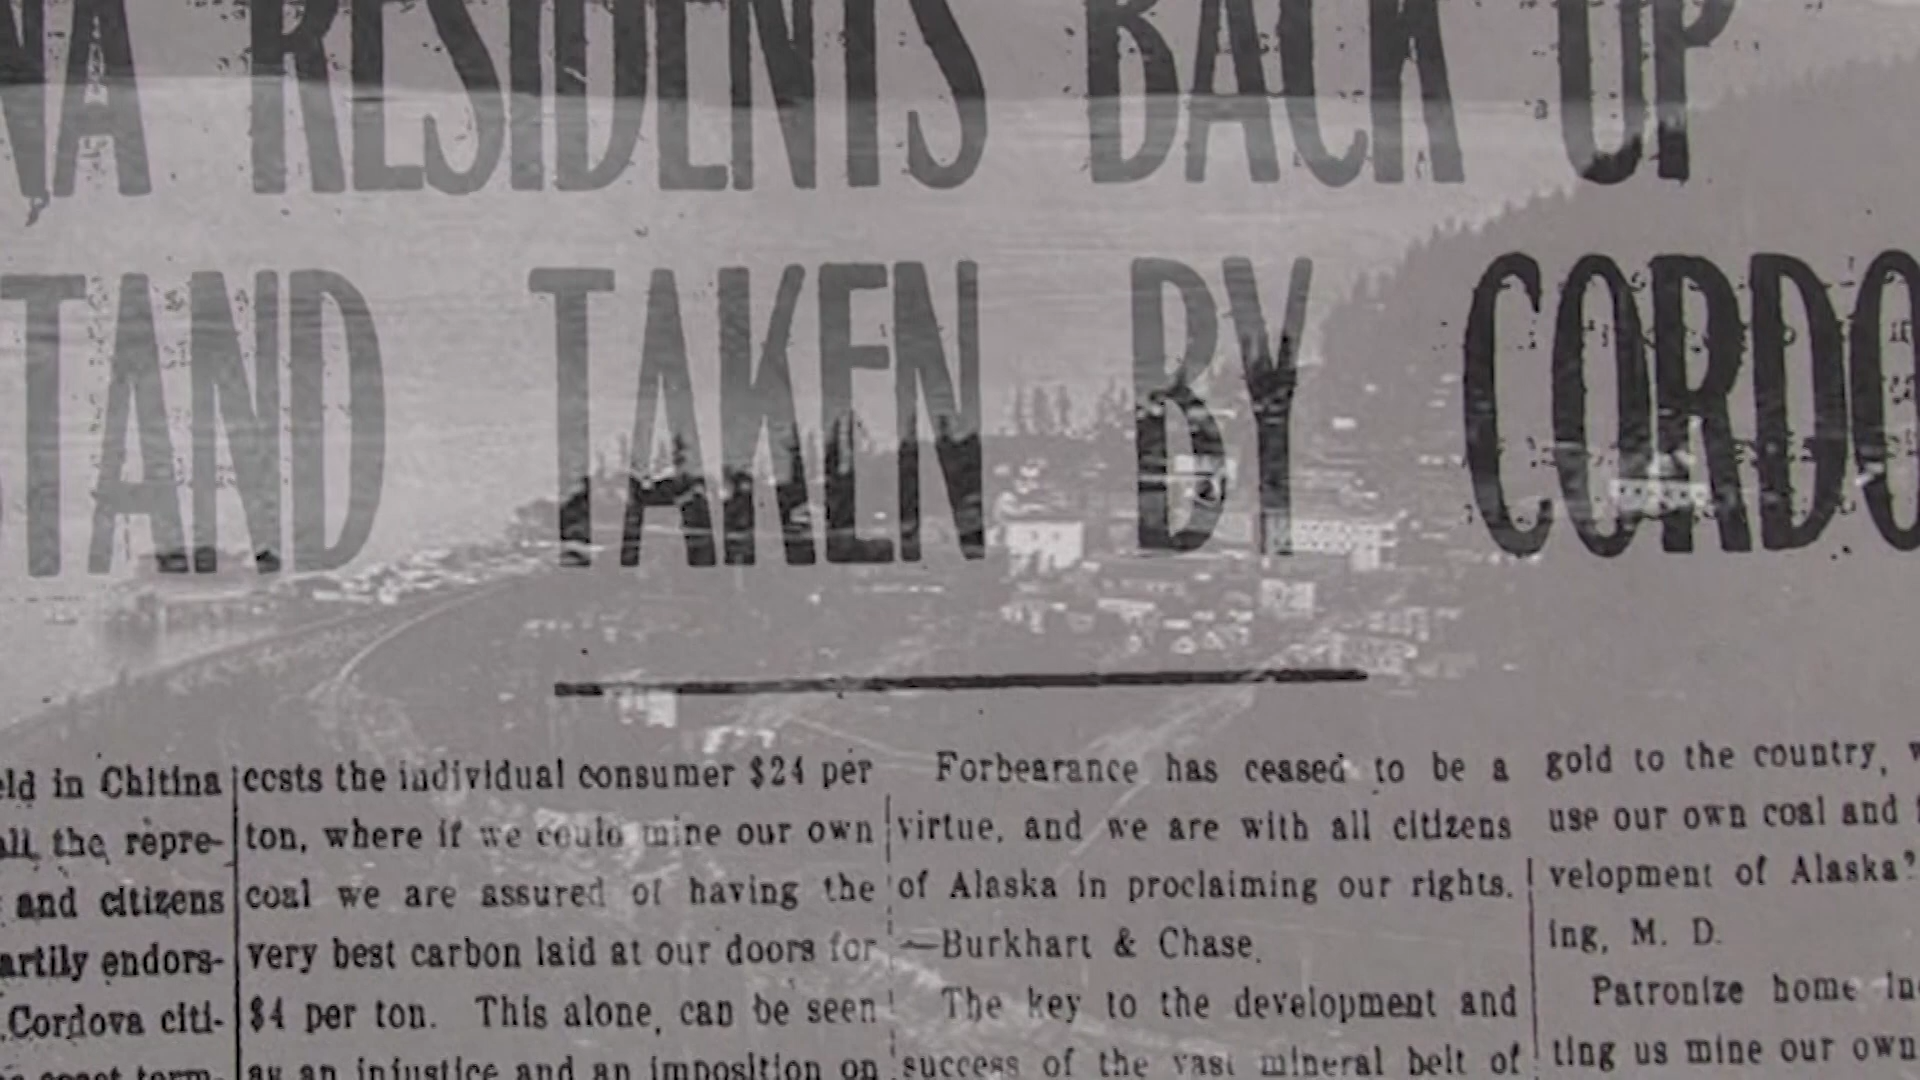 NA RESIDENTS BACK UP
TAND TAKEN BY CORDO
eld in Chitina
all the repre-
and citizens
artily endors-
Cordova citi-
coast term-
costs the individual consumer $24 per
ton, where if we could mine our own
coal we are assured of having the
very best carbon laid at our doors for
$4 per ton. This alone, can be seen
as an injustice and an imposition on
Forbearance has ceased to be a
virtue, and we are with all citizens
of Alaska in proclaiming our rights.
—Burkhart & Chase.
The key to the development and
success of the vast mineral belt of
gold to the country, w
use our own coal and
velopment of Alaska?
ing, M. D.
Patronize home in
ting us mine our own